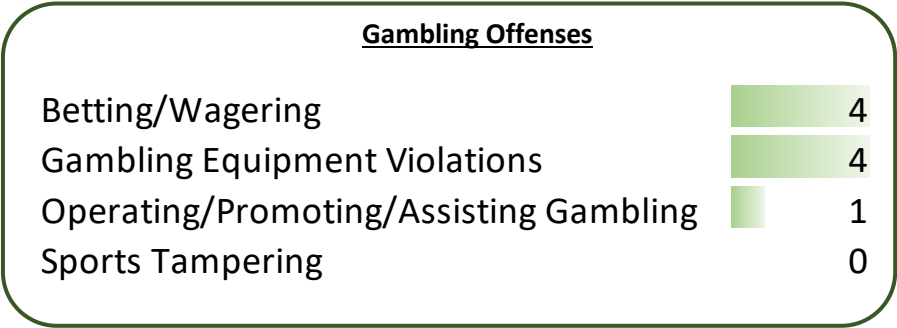 Gambling Offenses
Betting/Wagering 4
Gambling Equipment Violations 4
Operating/Promoting/Assisting Gambling 1
Sports Tampering 0